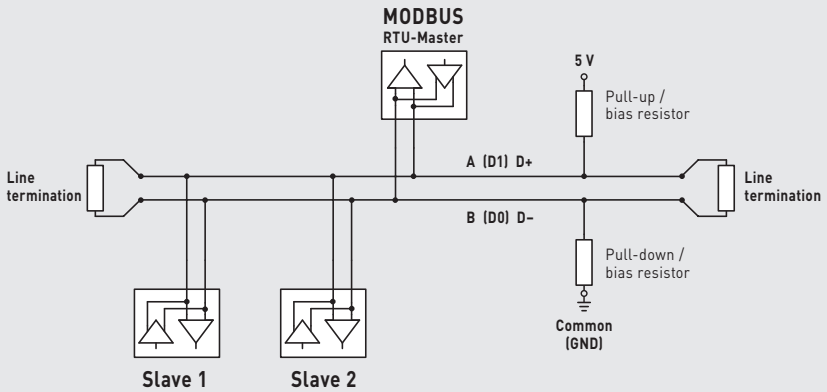 MODBUS
RTU-Master
5 V
Pull-up /
bias resistor
A (D1) D+
Line
termination
Line
termination
B (D0) D–
Pull-down /
bias resistor
Common
(GND)
Slave 1
Slave 2